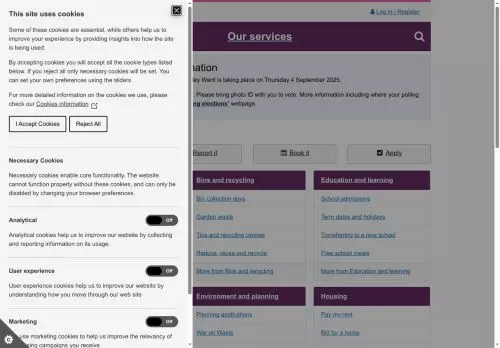 This site uses cookies
Some of these cookies are essential, while others help us to
improve your experience by providing insights into how the site
is being used.
By accepting cookies you will accept all the cookie types listed
below. If you reject all only necessary cookies will be set. You
can set your own preferences using the sliders
For more detailed information on the cookies we use, please
check our Cookies information
I Accept Cookies
Reject All
Necessary Cookies
Necessary cookies enable core functionality. The website
cannot function properly without these cookies, and can only be
disabled by changing your browser preferences.
Analytical
Off
Analytical cookies help us to improve our website by collecting
and reporting information on its usage.
User experience
Off
User experience cookies help us to improve our website by
understanding how you move through our web site
Marketing
Off
use marketing cookies to help us improve the relevancy of
campaigns you receive
Log in / Register
Our services
Ward is taking place on Thursday 4 September 2025.
Please bring photo ID with you to vote. More information including where your polling
elections' webpage.
Report it
Book it
Apply
Bins and recycling
Bin collection days
Garden waste
Tips and recycling centres
Reduce, reuse and recycle
More from Bins and recycling
Education and learning
School admissions
Term dates and holidays
Transferring to a new school
Free school meals
More from Education and learning
Environment and planning
Planning applications
War on Waste
Housing
Pay my rent
Bid for a home